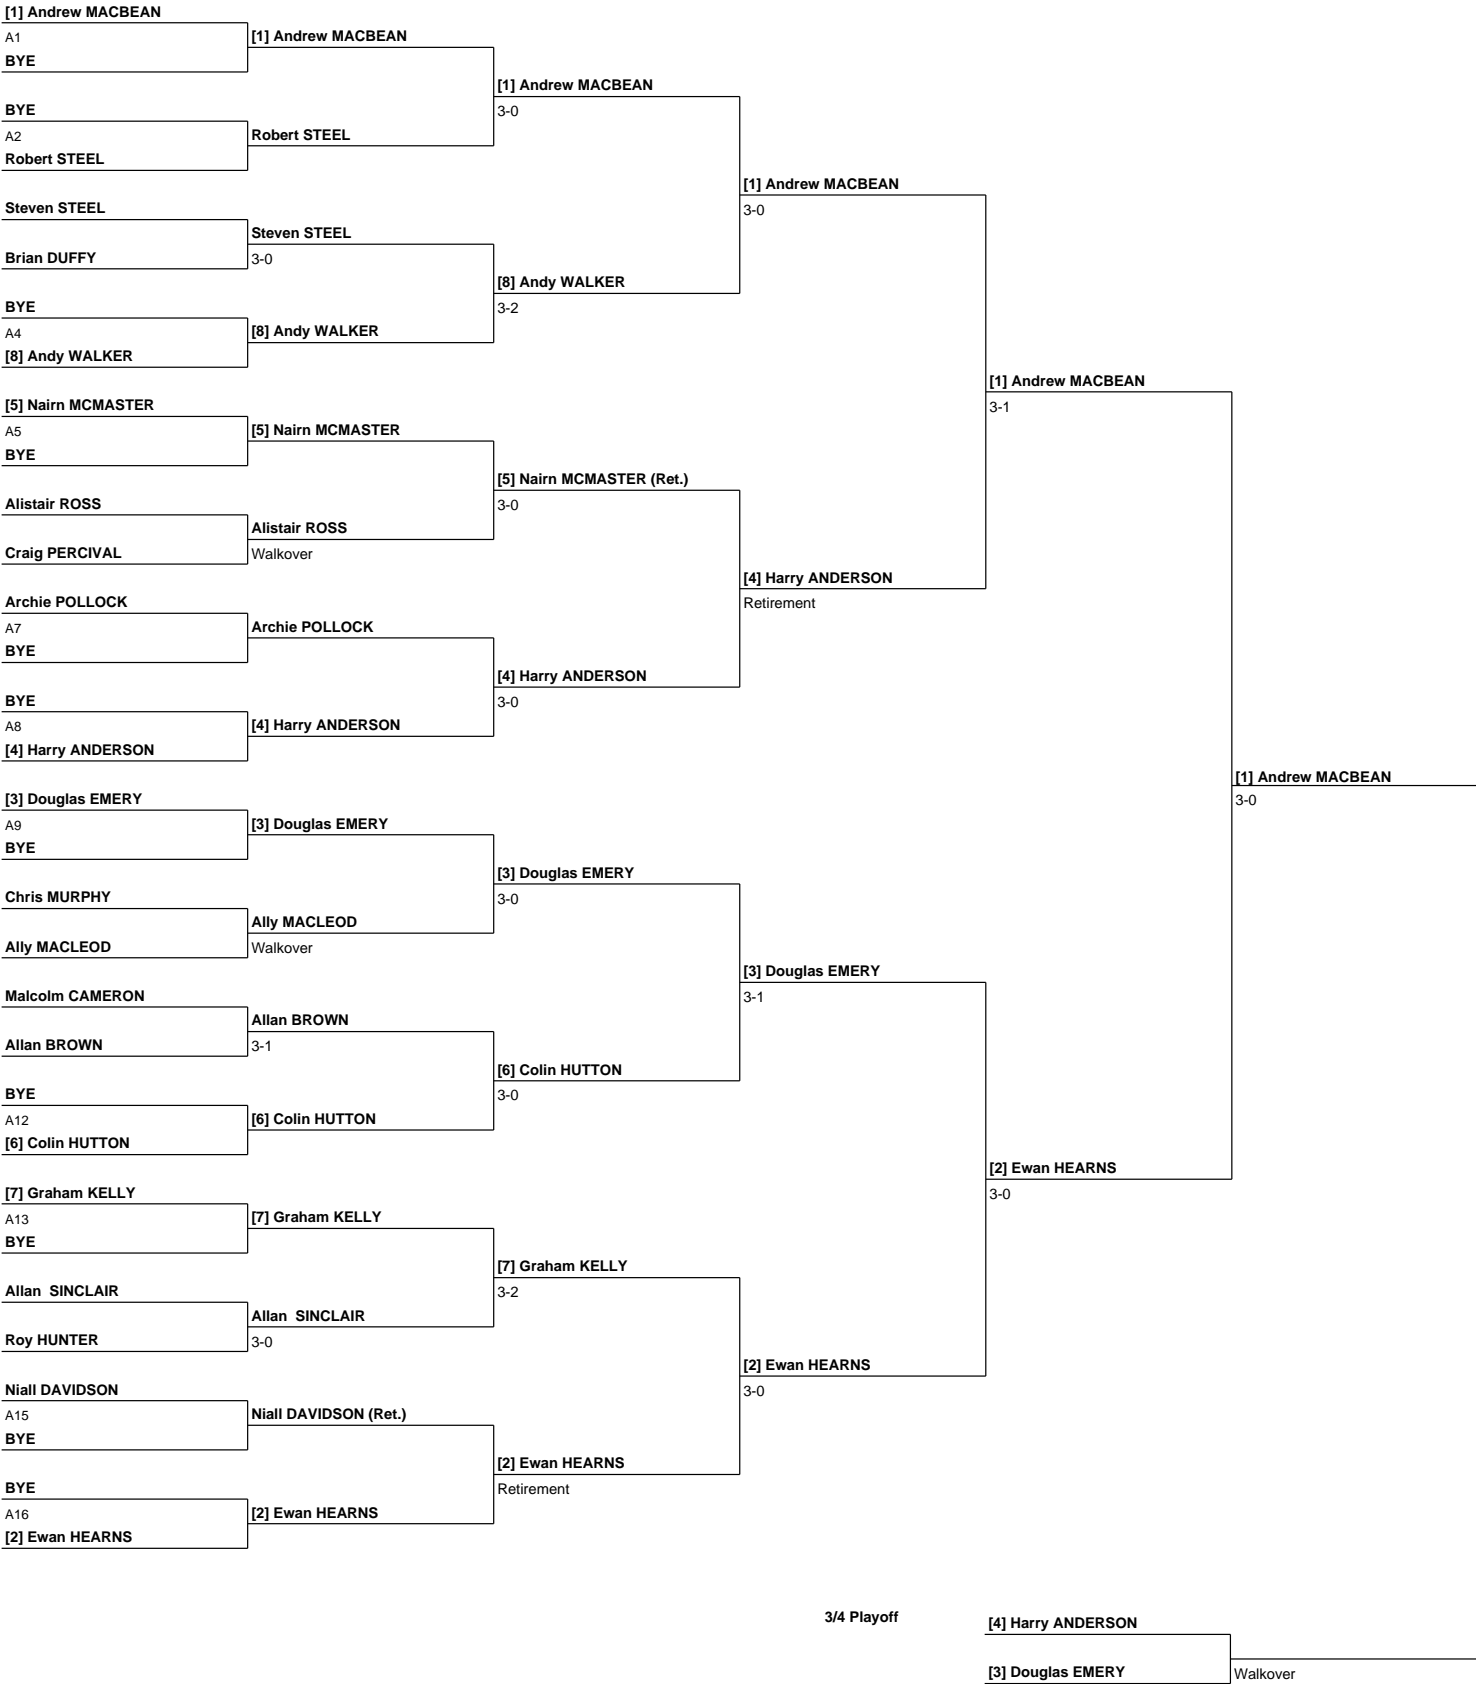 [1] Andrew MACBEAN
A1
BYE
BYE
A2
Robert STEEL
Steven STEEL
Brian DUFFY
BYE
A4
[8] Andy WALKER
[5] Nairn MCMASTER
A5
BYE
Alistair ROSS
Craig PERCIVAL
Archie POLLOCK
A7
BYE
BYE
A8
[4] Harry ANDERSON
[3] Douglas EMERY
A9
BYE
Chris MURPHY
Ally MACLEOD
Malcolm CAMERON
Allan BROWN
BYE
A12
[6] Colin HUTTON
[7] Graham KELLY
A13
BYE
Allan  SINCLAIR
Roy HUNTER
Niall DAVIDSON
A15
BYE
BYE
A16
[2] Ewan HEARNS
[1] Andrew MACBEAN
Robert STEEL
Steven STEEL
3-0
[8] Andy WALKER
[5] Nairn MCMASTER
Alistair ROSS
Walkover
Archie POLLOCK
[4] Harry ANDERSON
[3] Douglas EMERY
Ally MACLEOD
Walkover
Allan BROWN
3-1
[6] Colin HUTTON
[7] Graham KELLY
Allan  SINCLAIR
3-0
Niall DAVIDSON (Ret.)
[2] Ewan HEARNS
[1] Andrew MACBEAN
3-0
[8] Andy WALKER
3-2
[5] Nairn MCMASTER (Ret.)
3-0
[4] Harry ANDERSON
3-0
[3] Douglas EMERY
3-0
[6] Colin HUTTON
3-0
[7] Graham KELLY
3-2
[2] Ewan HEARNS
Retirement
[1] Andrew MACBEAN
3-0
[4] Harry ANDERSON
Retirement
[3] Douglas EMERY
3-1
[2] Ewan HEARNS
3-0
[1] Andrew MACBEAN
3-1
[2] Ewan HEARNS
3-0
[1] Andrew MACBEAN
3-0
3/4 Playoff
[4] Harry ANDERSON
[3] Douglas EMERY
Walkover